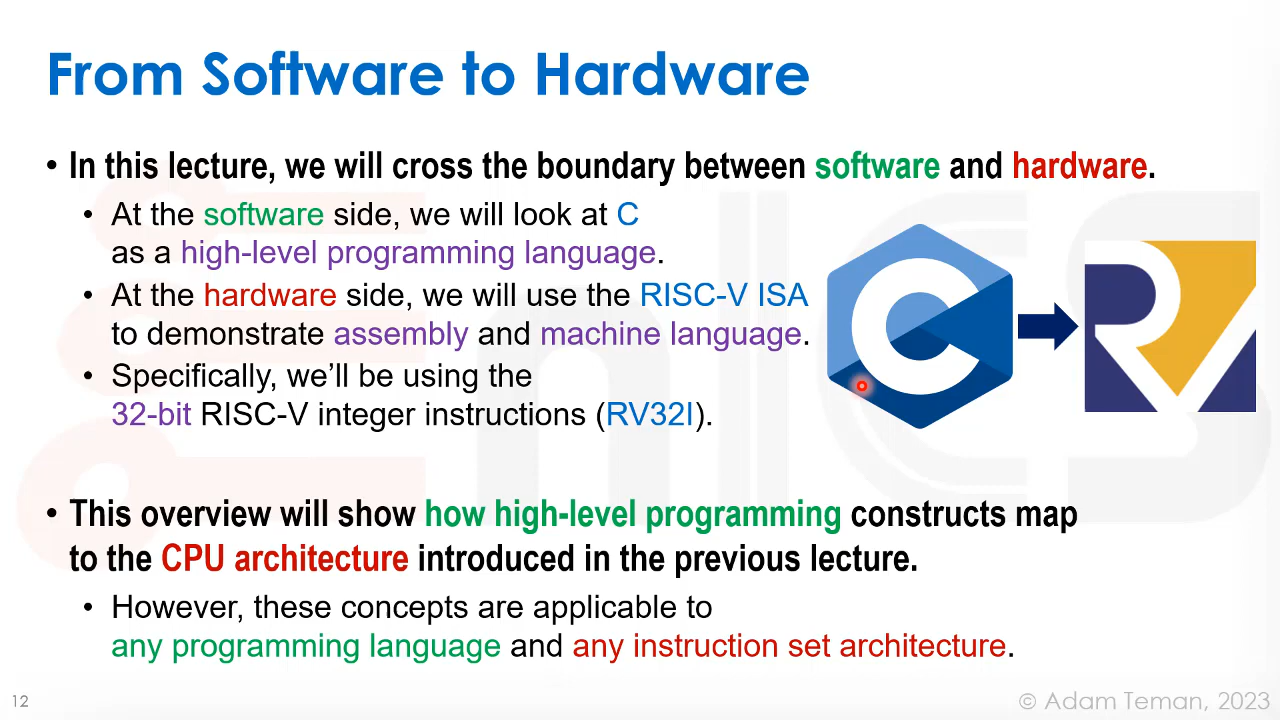 From Software to Hardware
• In this lecture, we will cross the boundary between software and hardware.
• At the software side, we will look at C
as a high-level programming language.
• At the hardware side, we will use the RISC-V ISA
to demonstrate assembly and machine language.
• Specifically, we’ll be using the
32-bit RISC-V integer instructions (RV32I).
C
RV
• This overview will show how high-level programming constructs map
to the CPU architecture introduced in the previous lecture.
• However, these concepts are applicable to
any programming language and any instruction set architecture.
12
© Adam Teman, 2023